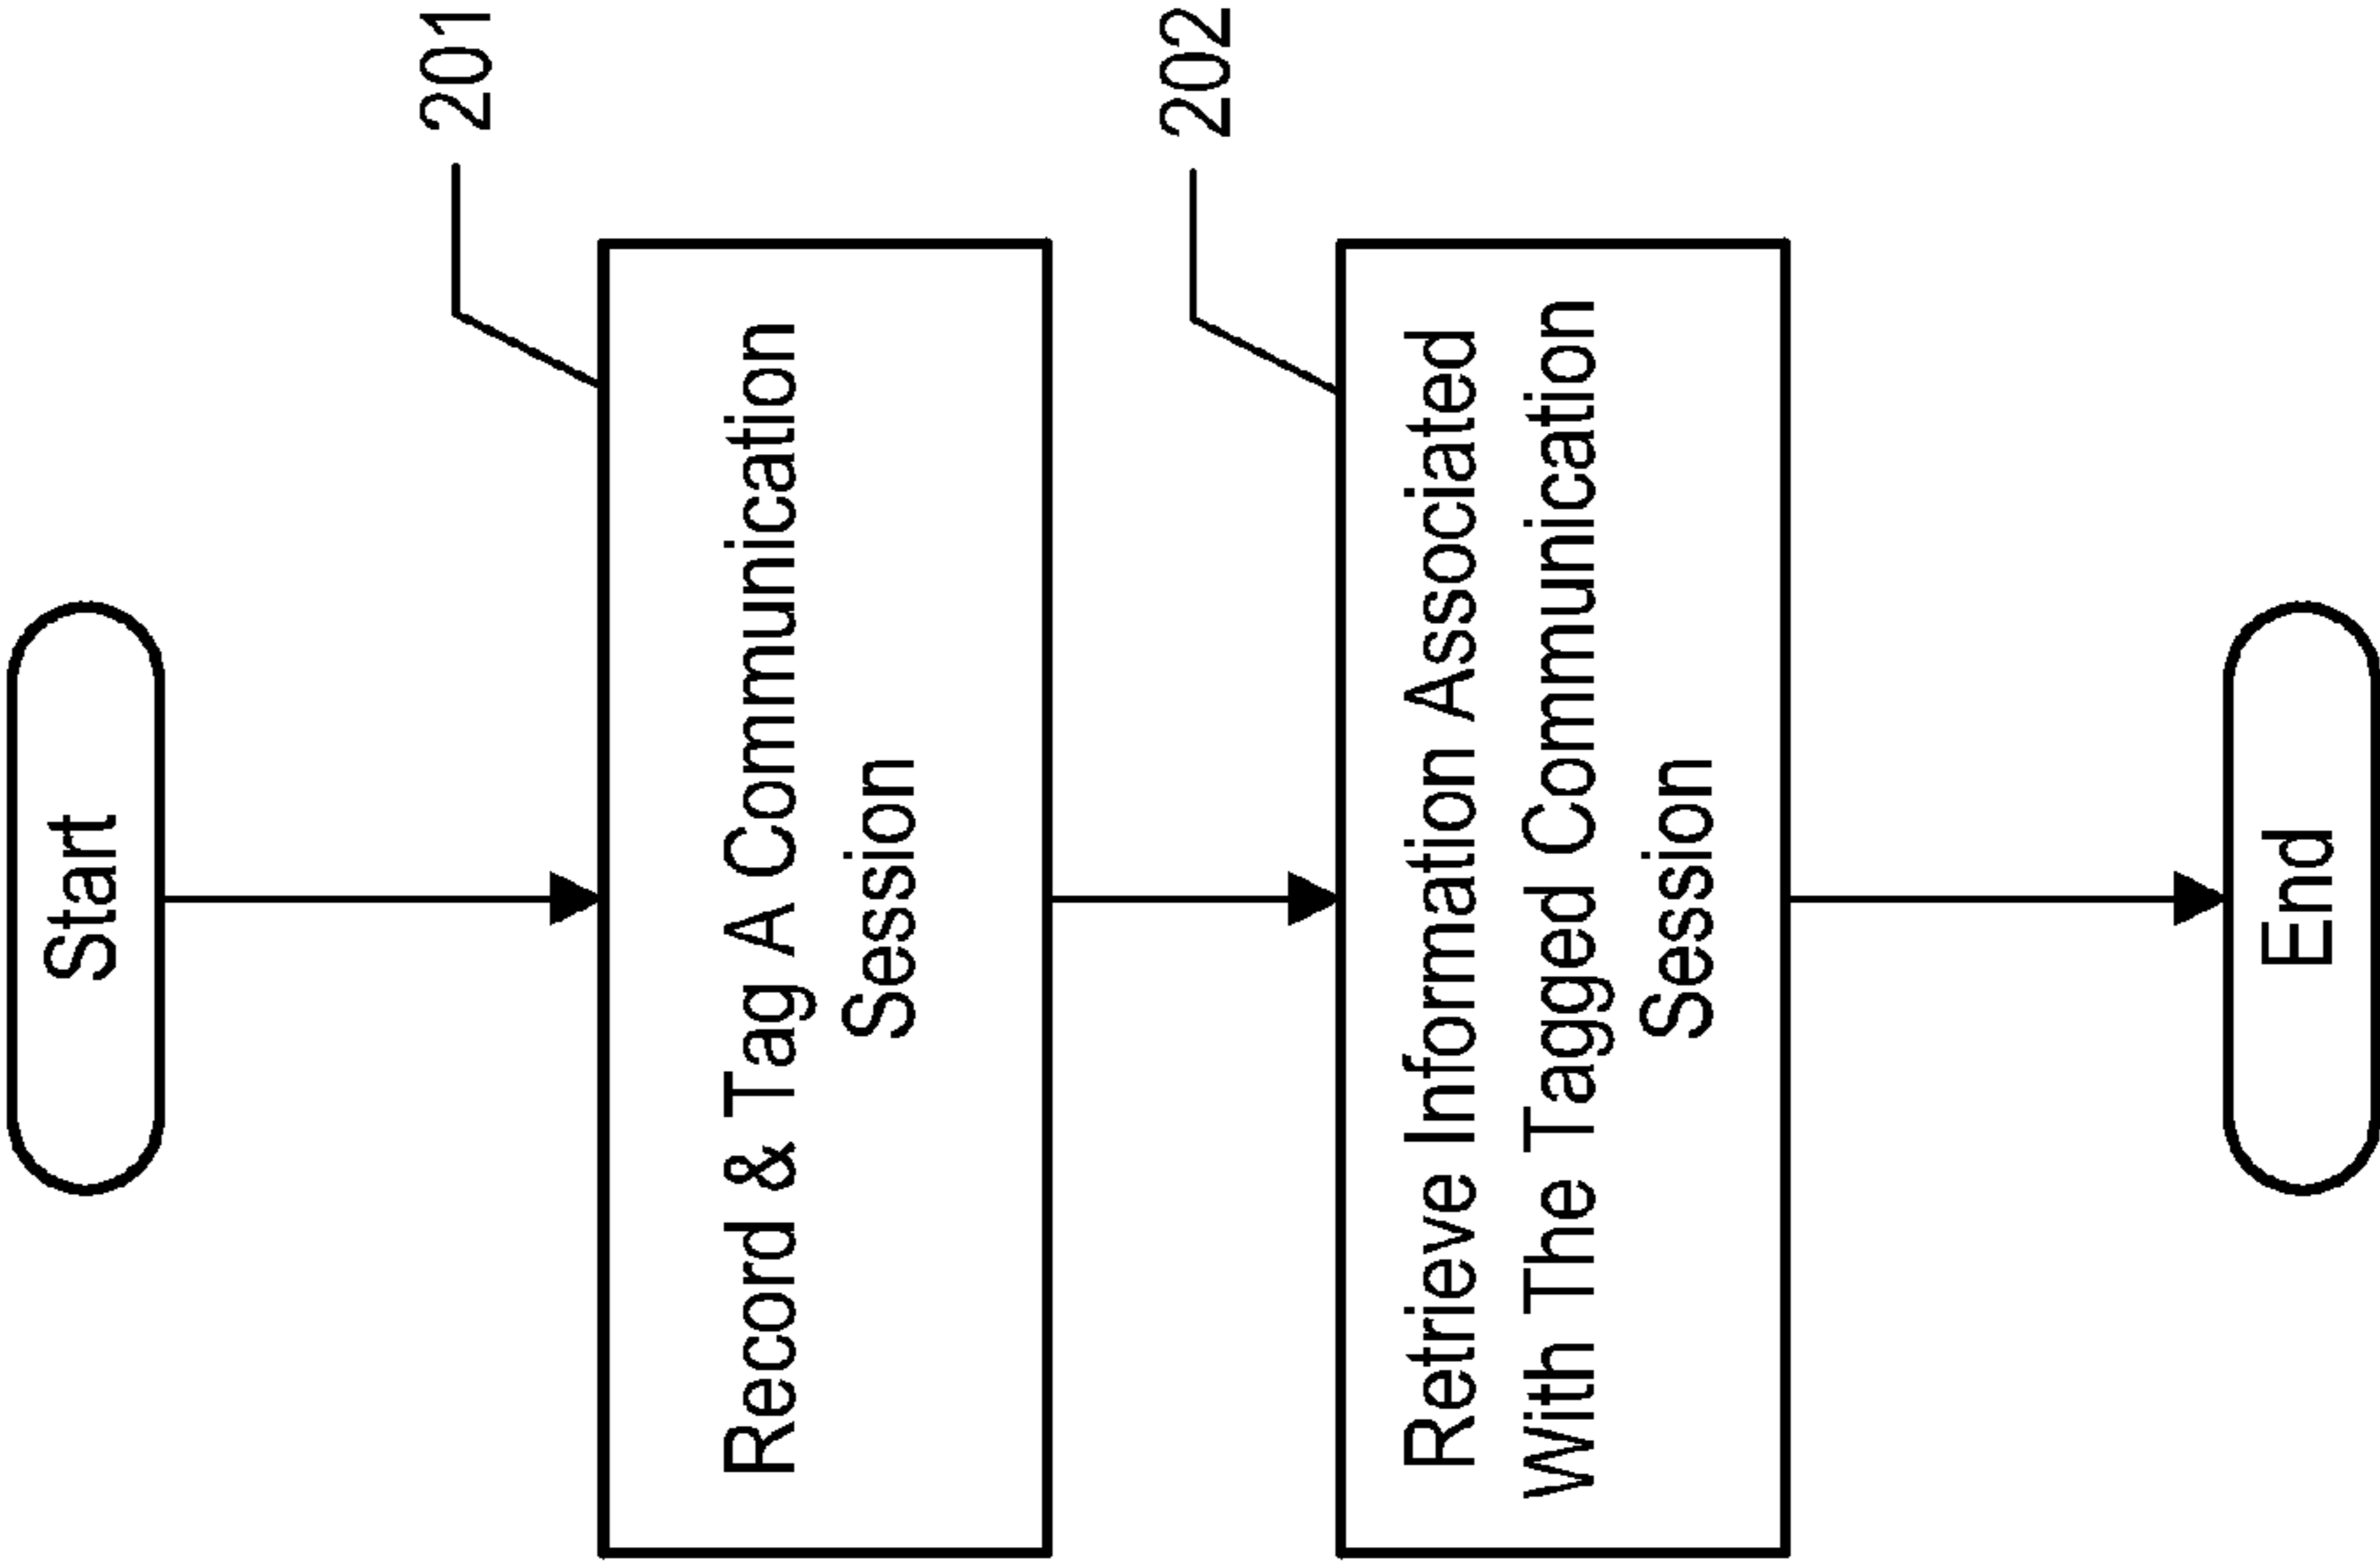 Start
201
Record & Tag A Communication
Session
202
Retrieve Information Associated
With The Tagged Communication
Session
End